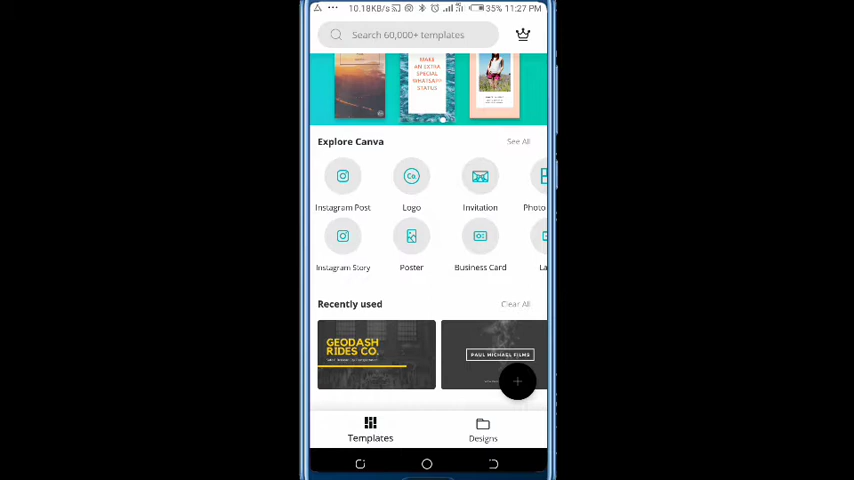 10.18KB/s 35% 11:27 PM
Search 60,000+ templates
MAKE
AN EXTRA
SPECIAL
WHATSAPP
STATUS
Explore Canva See All
Co.
Instagram Post Logo Invitation Photo
Instagram Story Poster Business Card La
Recently used Clear All
GEODASH
RIDES CO.
PAUL MICHAEL FILMS
Templates Designs